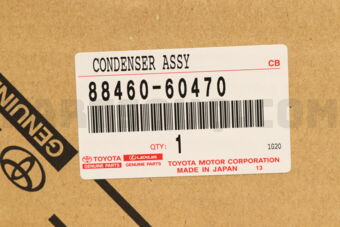 CONDENSER ASSY
CB
88460-60470
QTY: 1
1G20
TOYOTA LEXUS
GENUINE PARTS GENUINE PARTS
TOYOTA MOTOR CORPORATION
MADE IN JAPAN 13
GENUINE